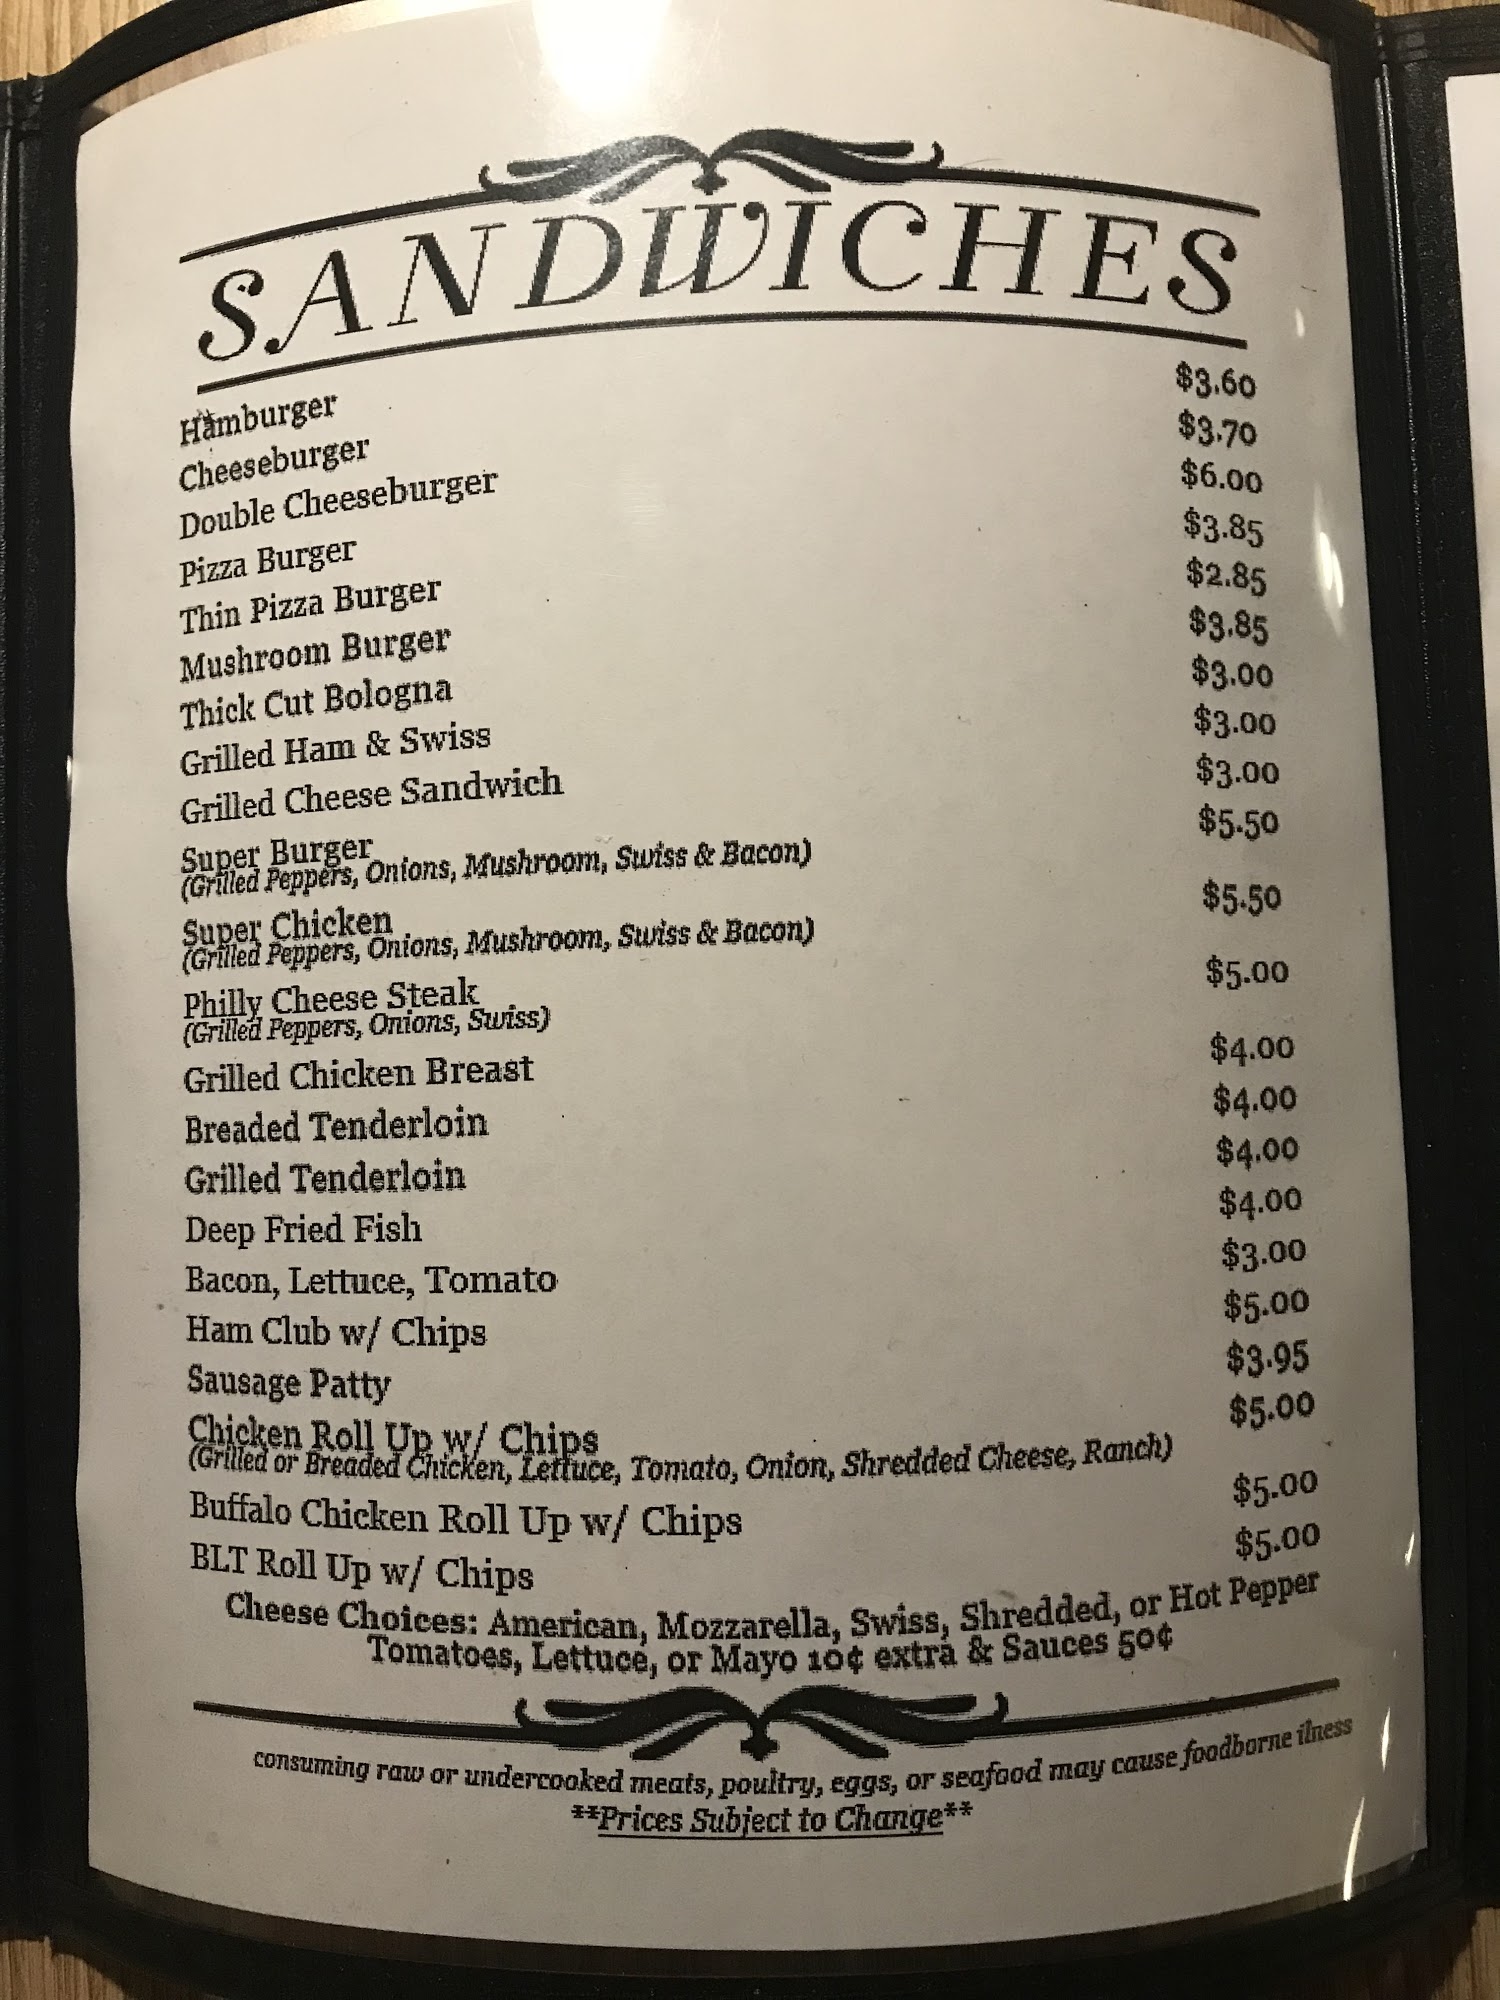 SANDWICHES
Hamburger $3.60
Cheeseburger $3.70
Double Cheeseburger $6.00
Pizza Burger $3.85
Thin Pizza Burger $2.85
Mushroom Burger $3.85
Thick Cut Bologna $3.00
Grilled Ham & Swiss $3.00
Grilled Cheese Sandwich $3.00
Super Burger $5.50
(Grilled Peppers, Onions, Mushroom, Swiss & Bacon)
Super Chicken $5.50
(Grilled Peppers, Onions, Mushroom, Swiss & Bacon)
Philly Cheese Steak $5.00
(Grilled Peppers, Onions, Swiss)
Grilled Chicken Breast $4.00
Breaded Tenderloin $4.00
Grilled Tenderloin $4.00
Deep Fried Fish $4.00
Bacon, Lettuce, Tomato $3.00
Ham Club w/ Chips $5.00
Sausage Patty $3.95
Chicken Roll Up w/ Chips $5.00
(Grilled or Breaded Chicken, Lettuce, Tomato, Onion, Shredded Cheese, Ranch)
Buffalo Chicken Roll Up w/ Chips $5.00
BLT Roll Up w/ Chips $5.00
Cheese Choices: American, Mozzarella, Swiss, Shredded, or Hot Pepper
Tomatoes, Lettuce, or Mayo 10¢ extra & Sauces 50¢
consuming raw or undercooked meats, poultry, eggs, or seafood may cause foodborne ilness
**Prices Subject to Change**